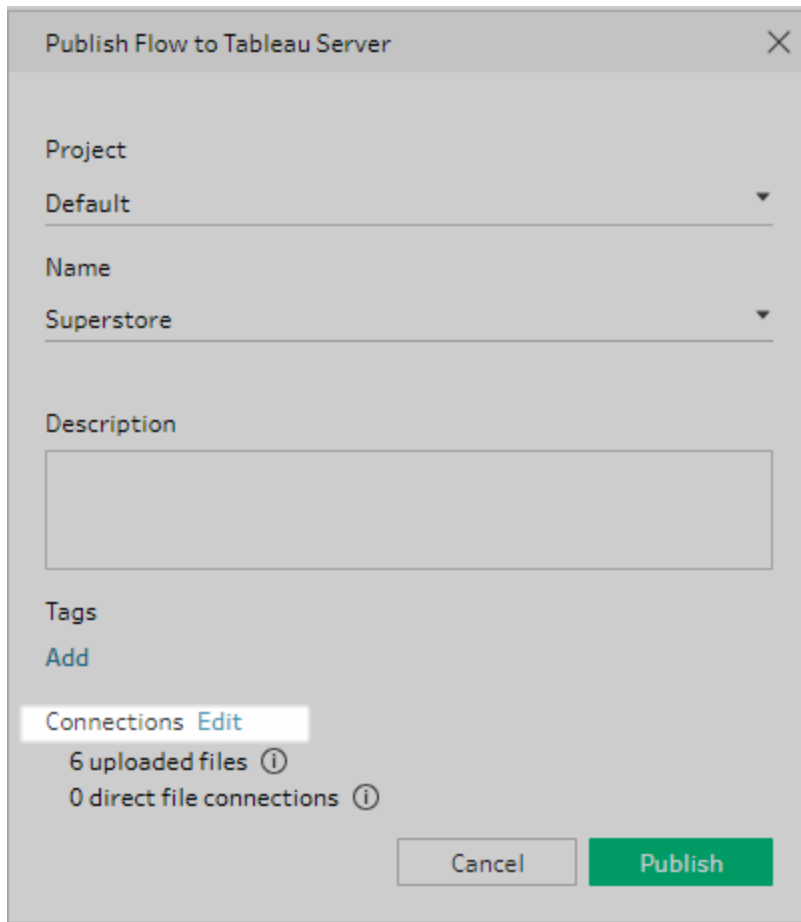 Publish Flow to Tableau Server
Project
Default
Name
Superstore
Description
Tags
Add
Connections Edit
6 uploaded files
0 direct file connections
Cancel Publish